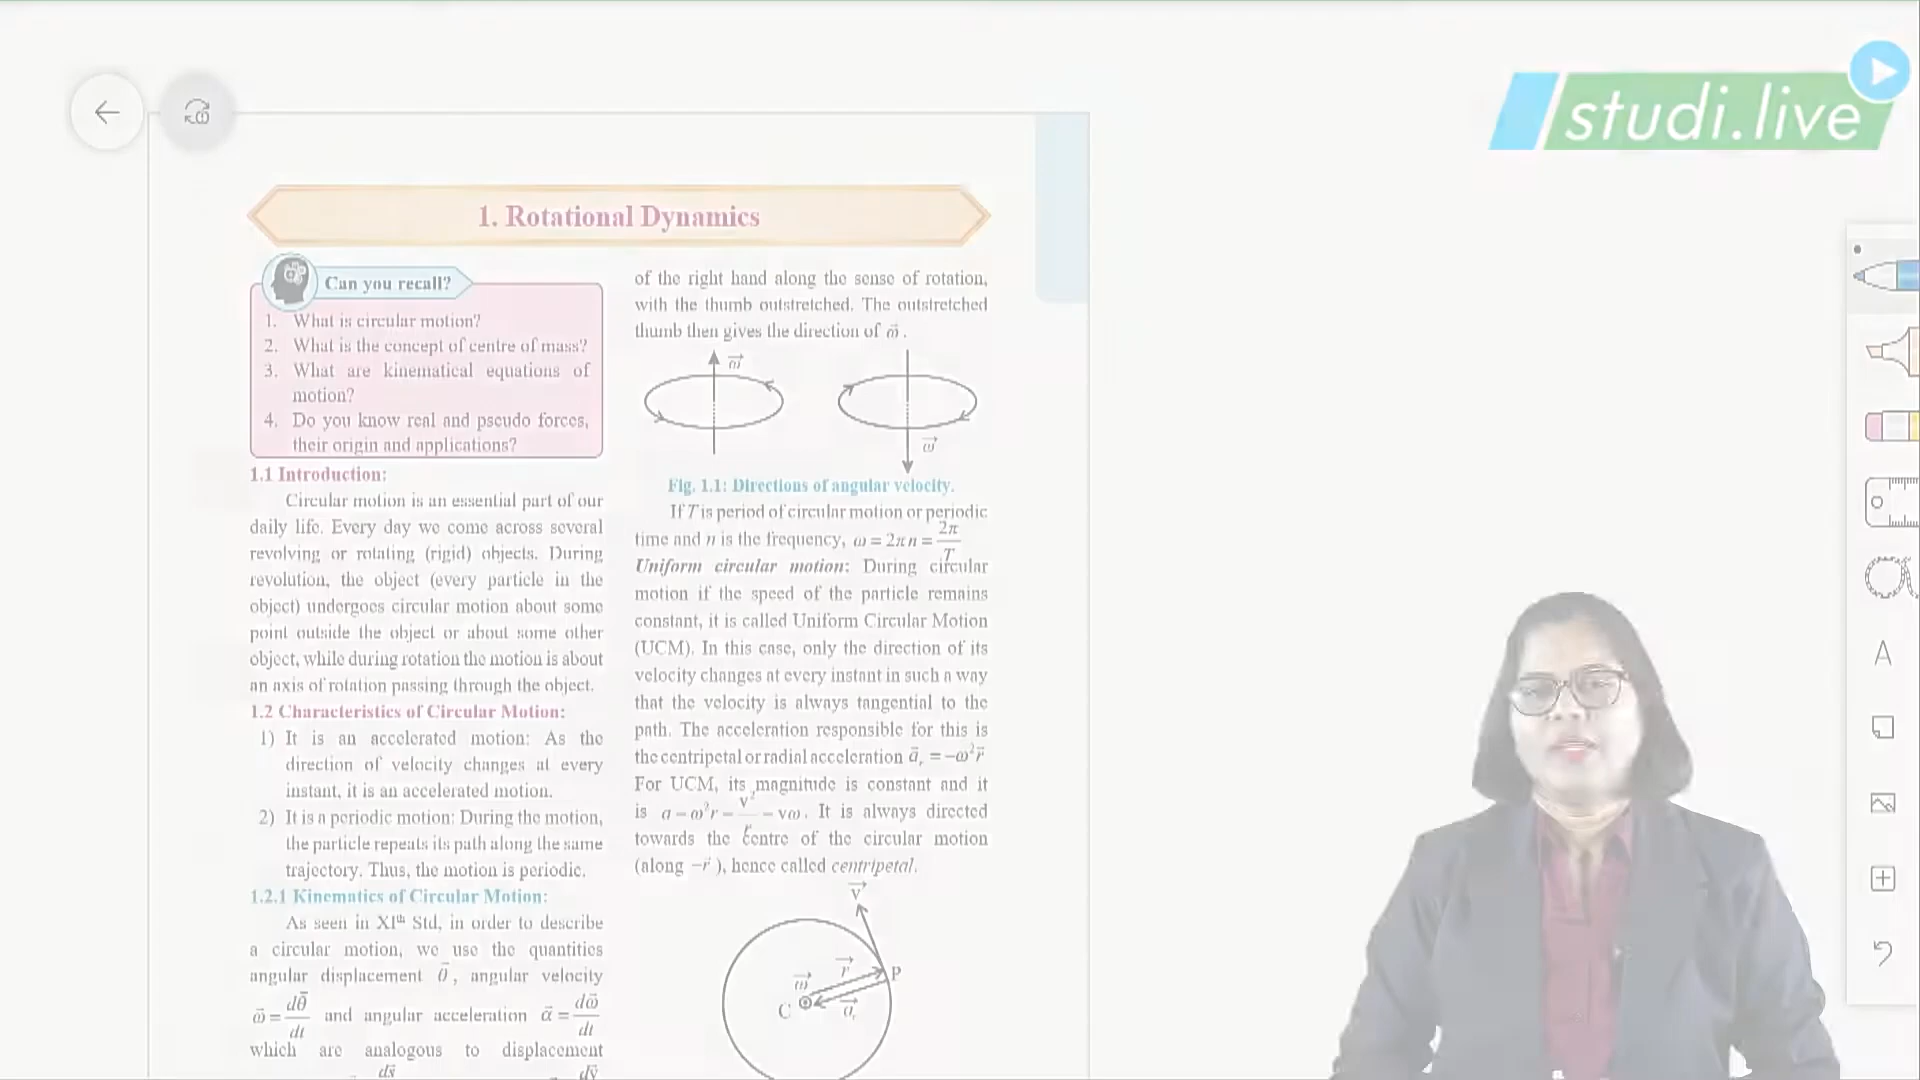 studi.live
1. Rotational Dynamics
Can you recall?
1. What is circular motion?
2. What is the concept of centre of mass?
3. What are kinematical equations of
motion?
4. Do you know real and pseudo forces,
their origin and applications?
1.1 Introduction:
Circular motion is an essential part of our
daily life. Every day we come across several
revolving or rotating (rigid) objects. During
revolution, the object (every particle in the
object) undergoes circular motion about some
point outside the object or about some other
object, while during rotation the motion is about
an axis of rotation passing through the object.
1.2 Characteristics of Circular Motion:
1) It is an accelerated motion: As the
direction of velocity changes at every
instant, it is an accelerated motion.
2) It is a periodic motion: During the motion,
the particle repeats its path along the same
trajectory. Thus, the motion is periodic.
1.2.1 Kinematics of Circular Motion:
As seen in XIth Std, in order to describe
a circular motion, we use the quantities
angular displacement θ⃗, angular velocity
ω⃗ = dθ⃗/dt and angular acceleration α⃗ = dω⃗/dt
which are analogous to displacement
ds⃗ dv⃗
of the right hand along the sense of rotation,
with the thumb outstretched. The outstretched
thumb then gives the direction of ω⃗ .
ω⃗
ω⃗
Fig. 1.1: Directions of angular velocity.
If T is period of circular motion or periodic
time and n is the frequency, ω = 2πn = 2π/T
Uniform circular motion: During circular
motion if the speed of the particle remains
constant, it is called Uniform Circular Motion
(UCM). In this case, only the direction of its
velocity changes at every instant in such a way
that the velocity is always tangential to the
path. The acceleration responsible for this is
the centripetal or radial acceleration a⃗r = −ω²r⃗
For UCM, its magnitude is constant and it
is a = ω²r = v²/r = vω. It is always directed
towards the centre of the circular motion
(along −r⃗ ), hence called centripetal.
v⃗
r⃗ P
ω⃗
C a⃗r
A